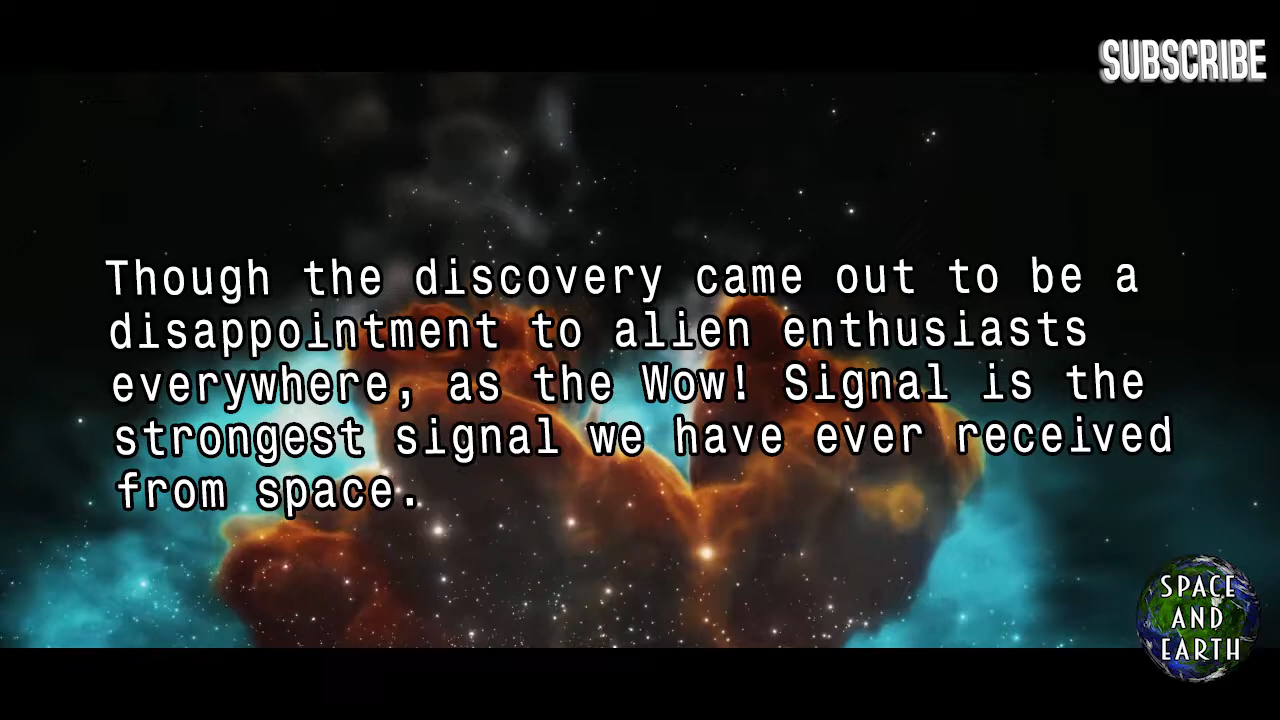 SUBSCRIBE
Though the discovery came out to be a
disappointment to alien enthusiasts
everywhere, as the Wow! Signal is the
strongest signal we have ever received
from space.
SPACE
AND
EARTH